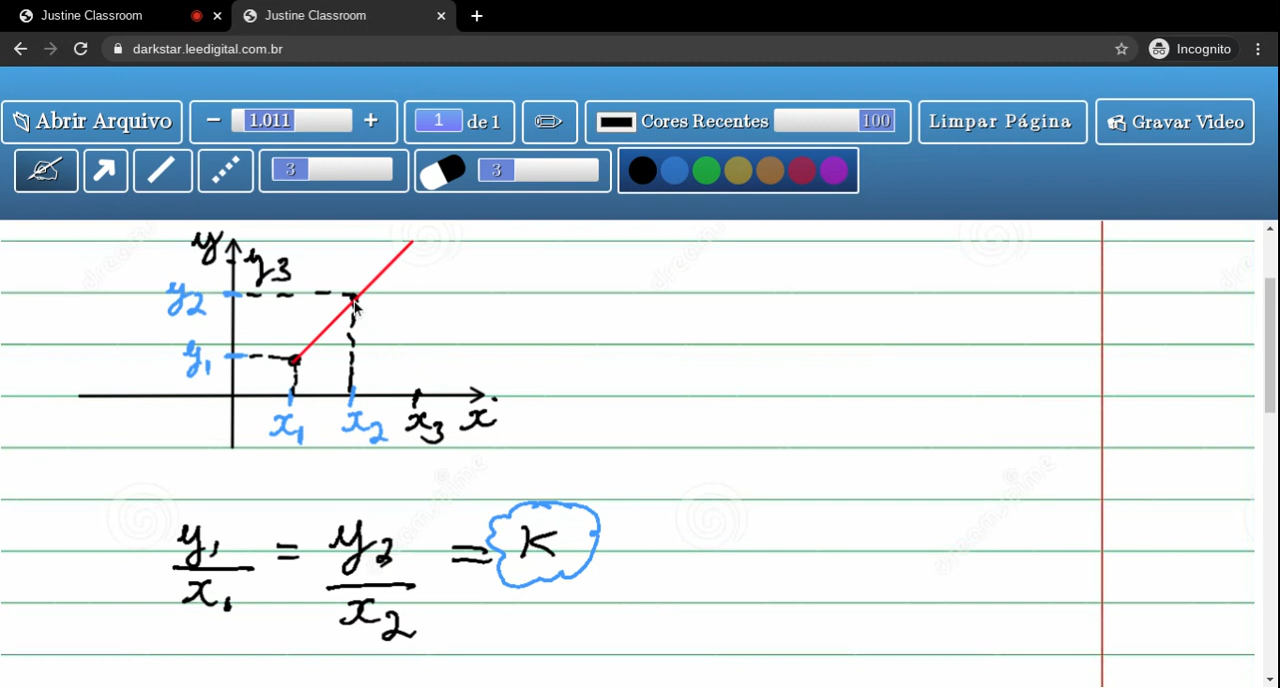 Justine Classroom Justine Classroom
darkstar.leedigital.com.br Incognito
Abrir Arquivo − 1.011 + 1 de 1 Cores Recentes 100 Limpar Página Gravar Video
3 3
y y3
y2
y1
x1 x2 x3 x
y1 = y2 = K
x1 x2